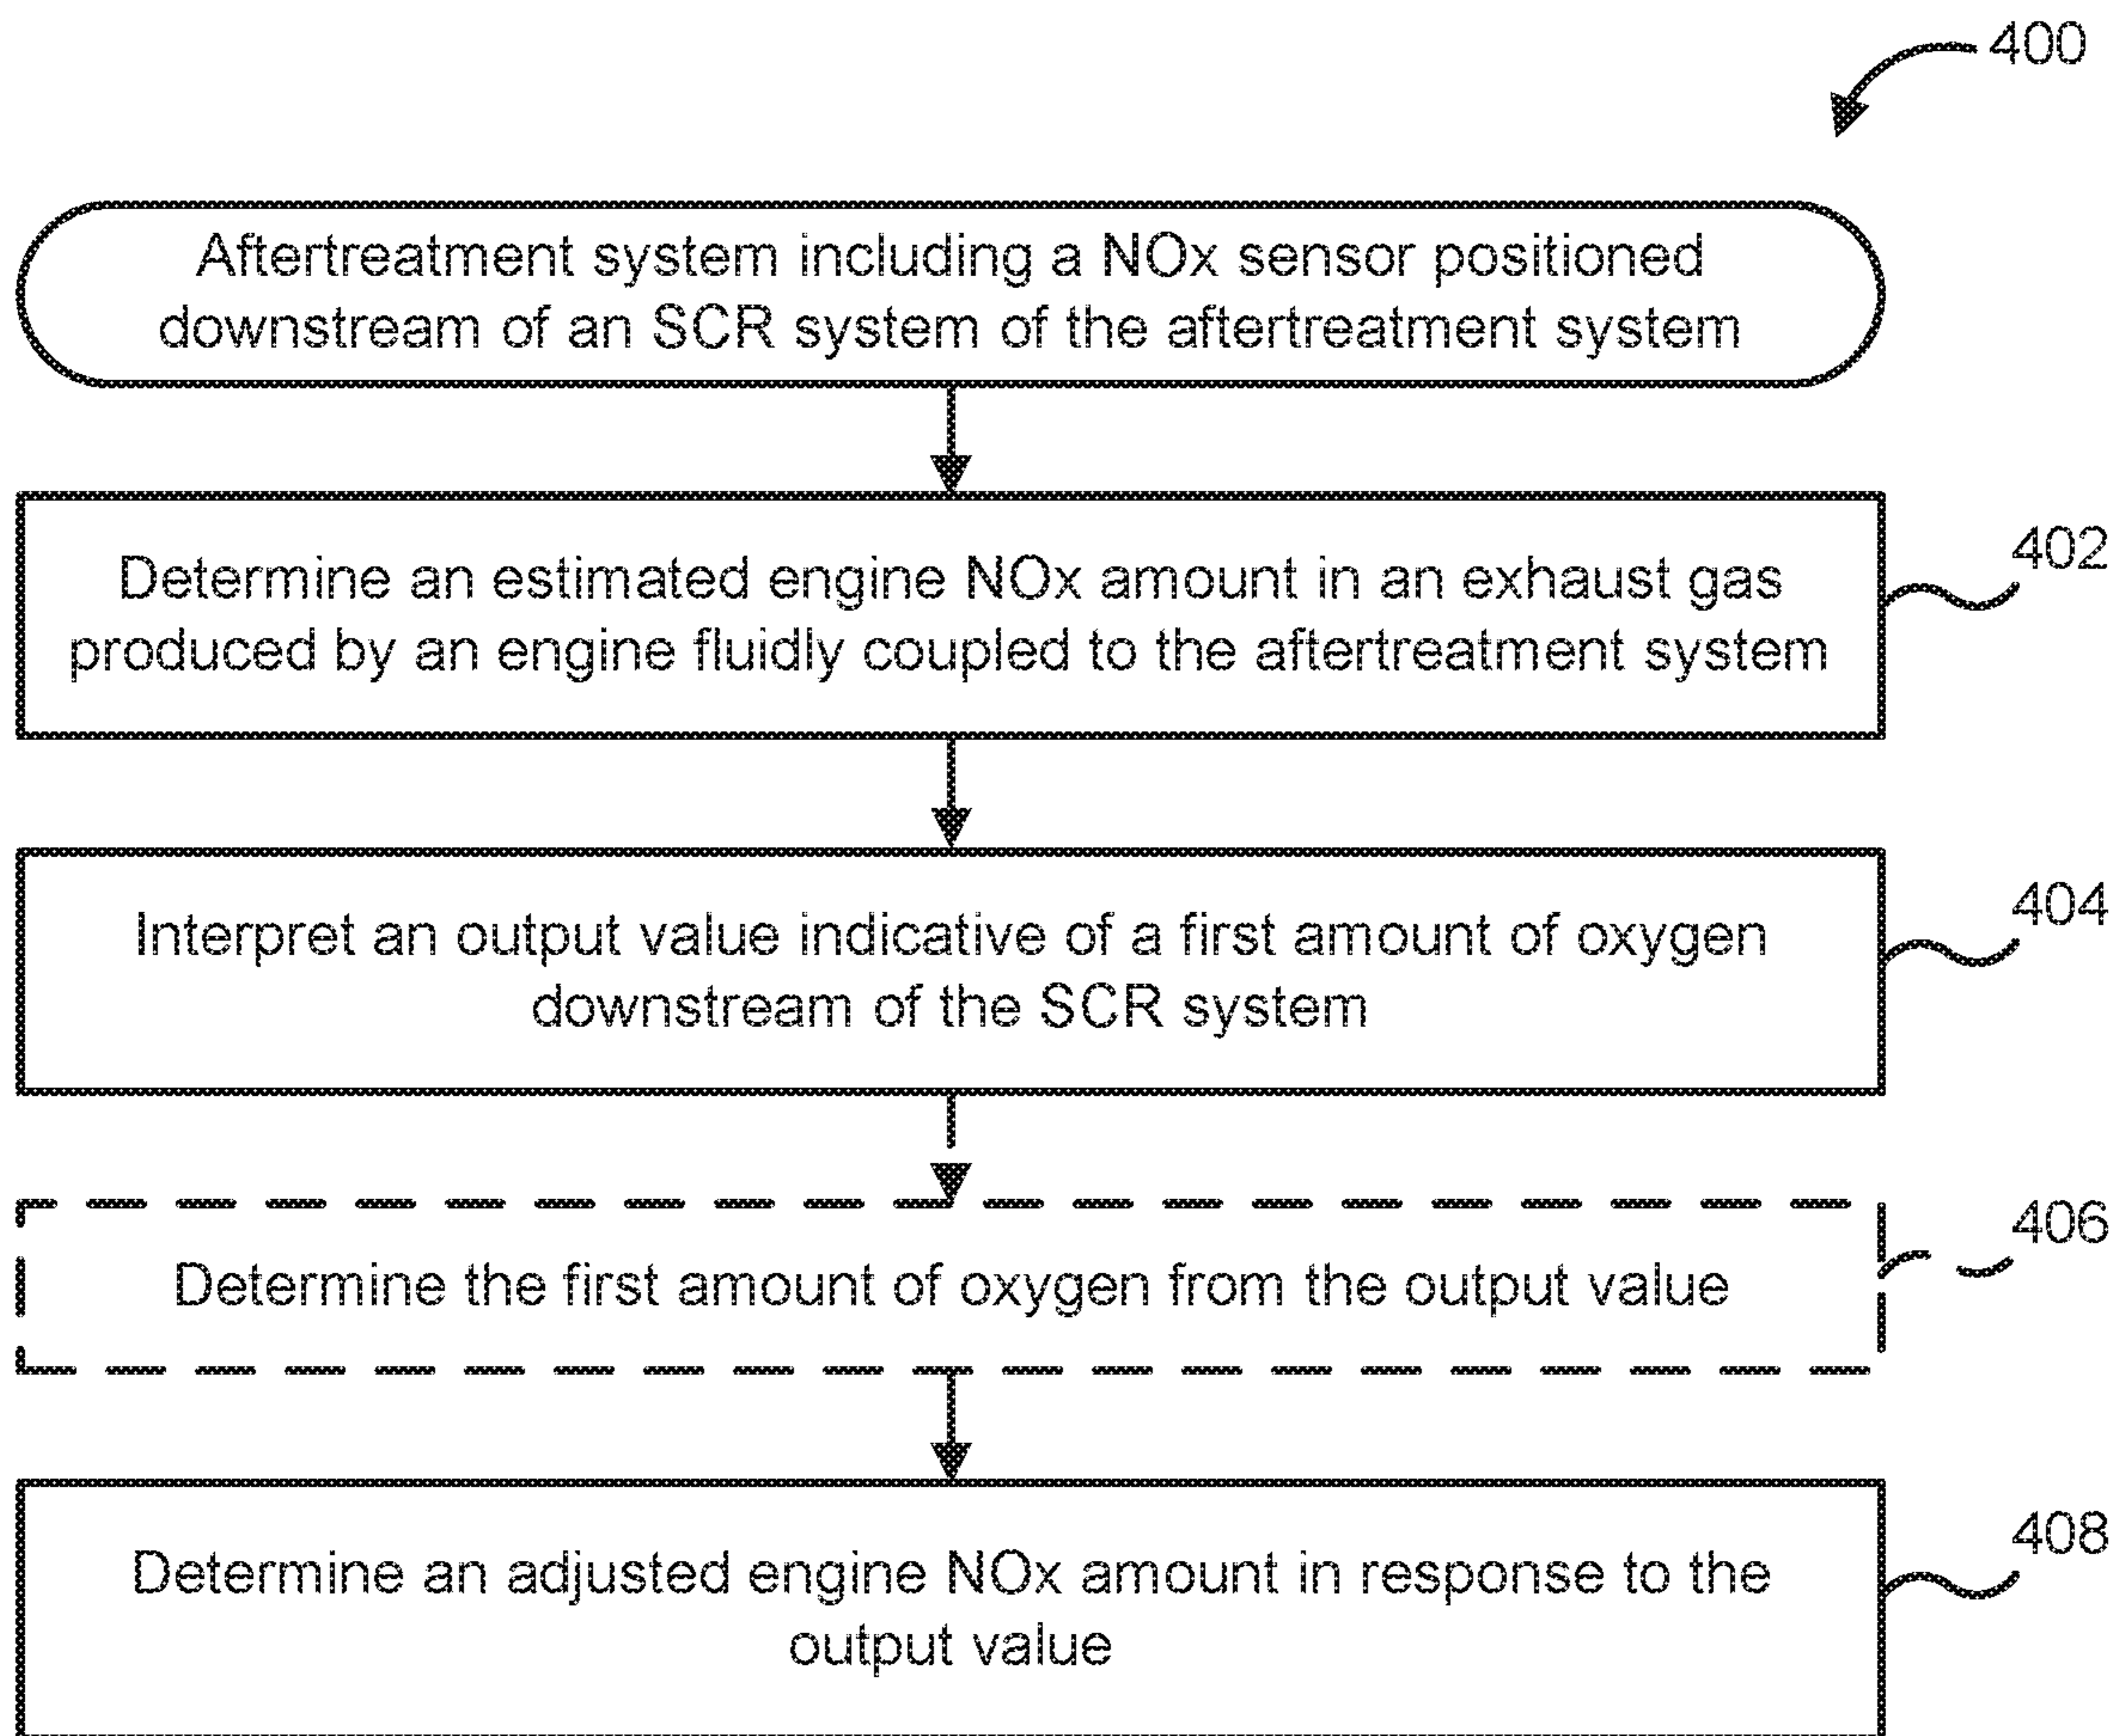 400
Aftertreatment system including a NOx sensor positioned
downstream of an SCR system of the aftertreatment system
402
Determine an estimated engine NOx amount in an exhaust gas
produced by an engine fluidly coupled to the aftertreatment system
404
Interpret an output value indicative of a first amount of oxygen
downstream of the SCR system
406
Determine the first amount of oxygen from the output value
408
Determine an adjusted engine NOx amount in response to the
output value